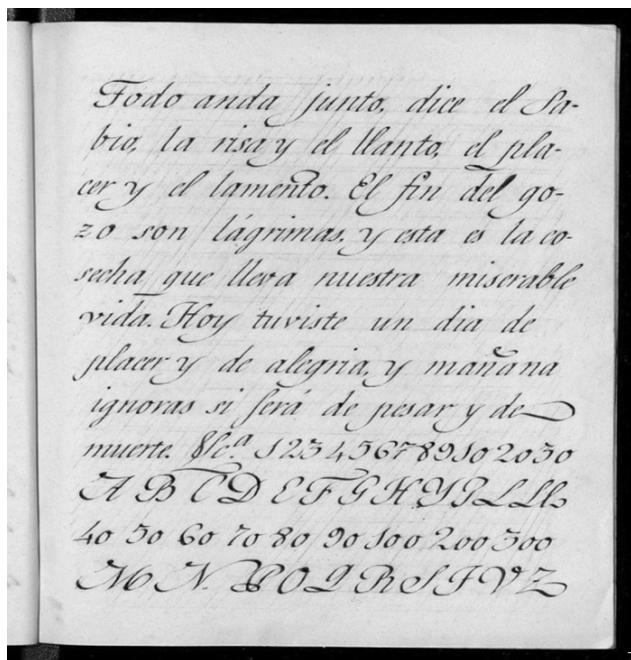 Todo anda junto, dice el Sa-
bio, la risa y el llanto, el pla-
cer y el lamento. El fin del go-
zo son lágrimas, y esta es la co-
secha que lleva nuestra miserable
vida. Hoy tuviste un dia de
placer y de alegria, y mañana
ignoras si será de pesar y de
muerte. 1 2 3 4 5 6 7 8 9 10 20 30
A B C D E F G H Y J L Ll
40 50 60 70 80 90 100 200 300
M N P O Q R S T V Z